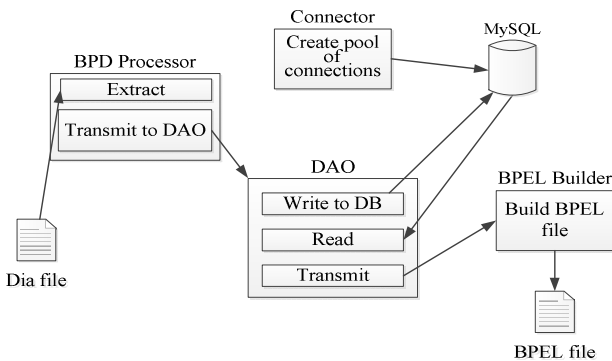 Connector
Create pool
of
connections
MySQL
BPD Processor
Extract
Transmit to DAO
DAO
Write to DB
Read
Transmit
BPEL Builder
Build BPEL
file
Dia file
BPEL file